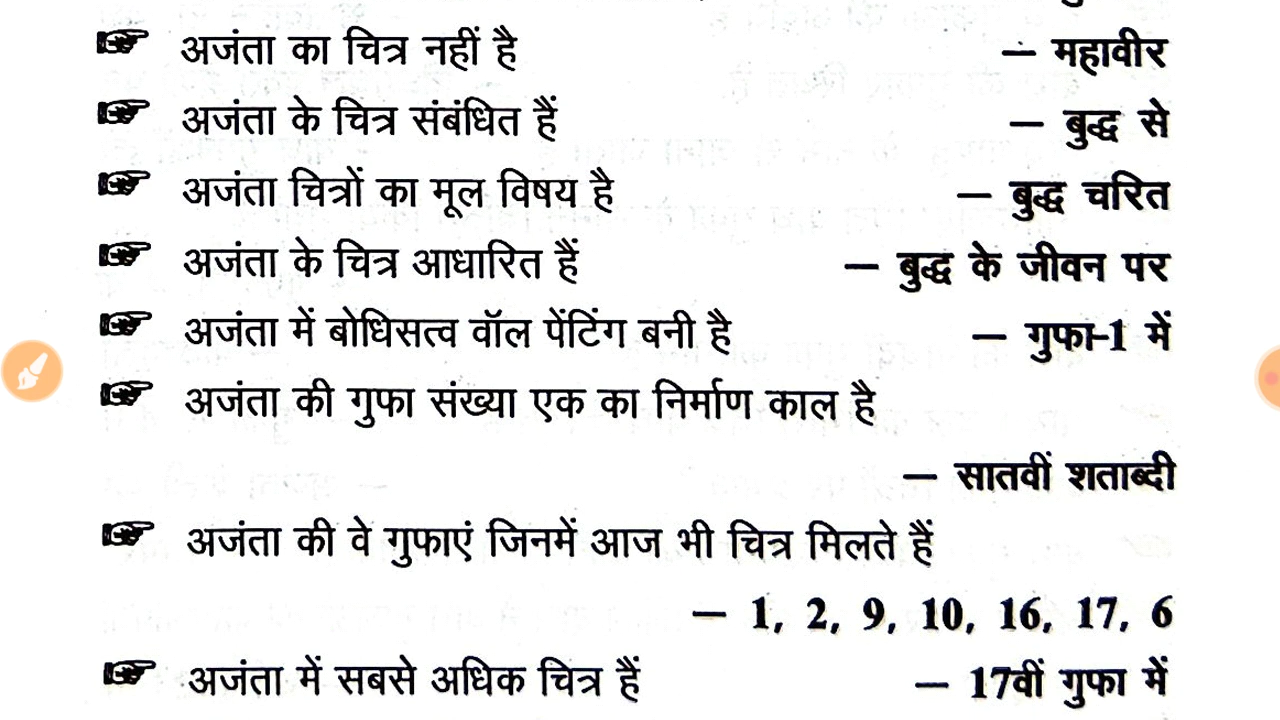 अजंता का चित्र नहीं है — महावीर
अजंता के चित्र संबंधित हैं — बुद्ध से
अजंता चित्रों का मूल विषय है — बुद्ध चरित
अजंता के चित्र आधारित हैं — बुद्ध के जीवन पर
अजंता में बोधिसत्व वॉल पेंटिंग बनी है — गुफा-1 में
अजंता की गुफा संख्या एक का निर्माण काल है
— सातवीं शताब्दी
अजंता की वे गुफाएं जिनमें आज भी चित्र मिलते हैं
— 1, 2, 9, 10, 16, 17, 6
अजंता में सबसे अधिक चित्र हैं — 17वीं गुफा में